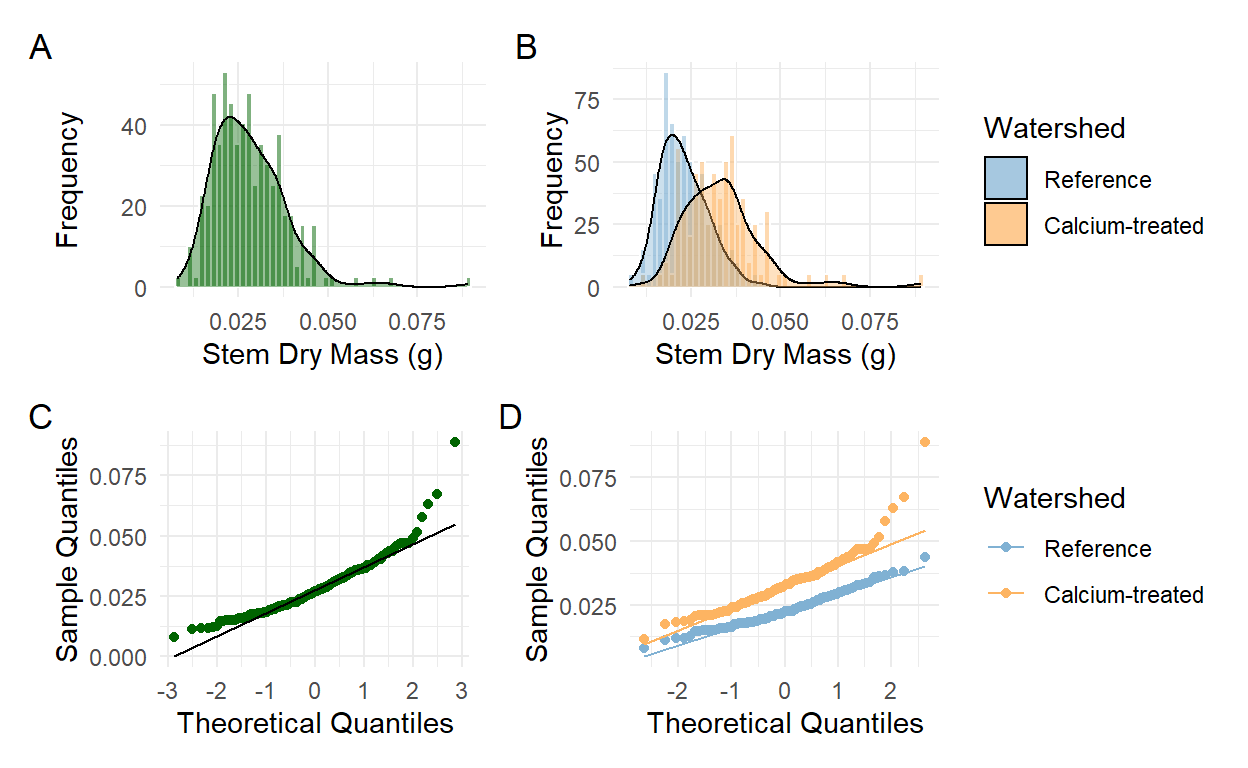 A
Frequency
40
20
0
0.025 0.050 0.075
Stem Dry Mass (g)
B
Frequency
75
50
25
0
0.025 0.050 0.075
Stem Dry Mass (g)
Watershed
Reference
Calcium-treated
C
Sample Quantiles
0.075
0.050
0.025
0.000
-3 -2 -1 0 1 2 3
Theoretical Quantiles
D
Sample Quantiles
0.075
0.050
0.025
-2 -1 0 1 2
Theoretical Quantiles
Watershed
Reference
Calcium-treated